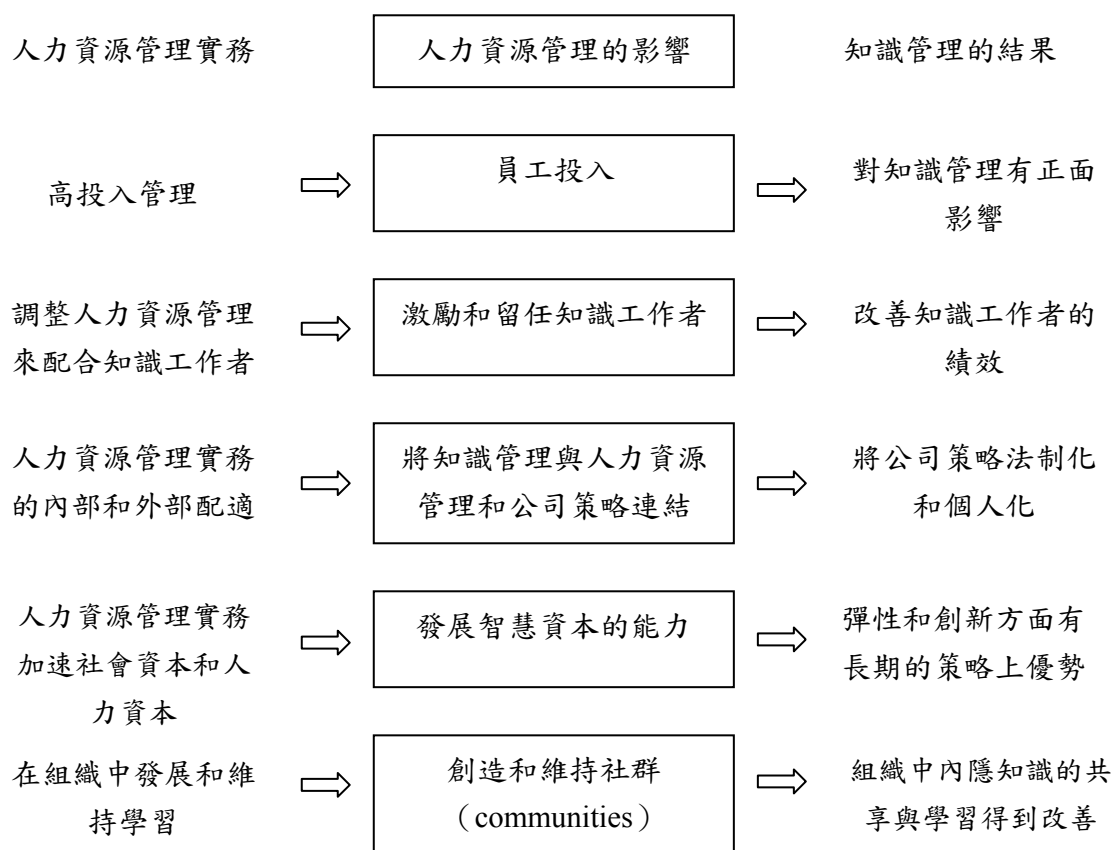 人力資源管理實務
人力資源管理的影響
知識管理的結果
高投入管理
員工投入
對知識管理有正面
影響
調整人力資源管理
來配合知識工作者
激勵和留任知識工作者
改善知識工作者的
績效
人力資源管理實務
的內部和外部配適
將知識管理與人力資源
管理和公司策略連結
將公司策略法制化
和個人化
人力資源管理實務
加速社會資本和人
力資本
發展智慧資本的能力
彈性和創新方面有
長期的策略上優勢
在組織中發展和維
持學習
創造和維持社群
（communities）
組織中內隱知識的共
享與學習得到改善